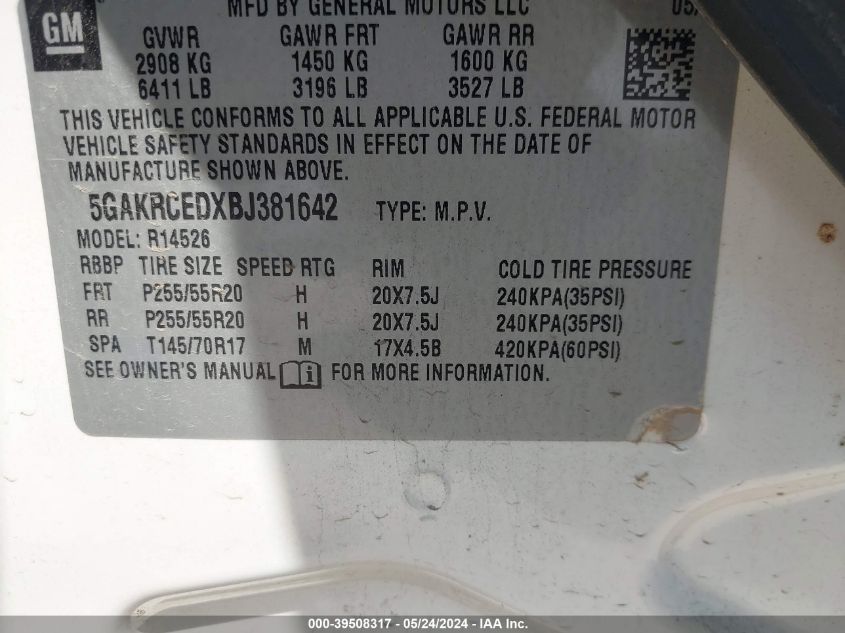 GM
MFD BY GENERAL MOTORS LLC
GVWR GAWR FRT GAWR RR
2908 KG 1450 KG 1600 KG
6411 LB 3196 LB 3527 LB
THIS VEHICLE CONFORMS TO ALL APPLICABLE U.S. FEDERAL MOTOR
VEHICLE SAFETY STANDARDS IN EFFECT ON THE DATE OF
MANUFACTURE SHOWN ABOVE.
5GAKRCEDXBJ381642 TYPE: M.P.V.
MODEL: R14526
RBBP TIRE SIZE SPEED RTG RIM COLD TIRE PRESSURE
FRT P255/55R20 H 20X7.5J 240KPA(35PSI)
RR P255/55R20 H 20X7.5J 240KPA(35PSI)
SPA T145/70R17 M 17X4.5B 420KPA(60PSI)
SEE OWNER'S MANUAL i FOR MORE INFORMATION.
000-39508317 - 05/24/2024 - IAAI.com